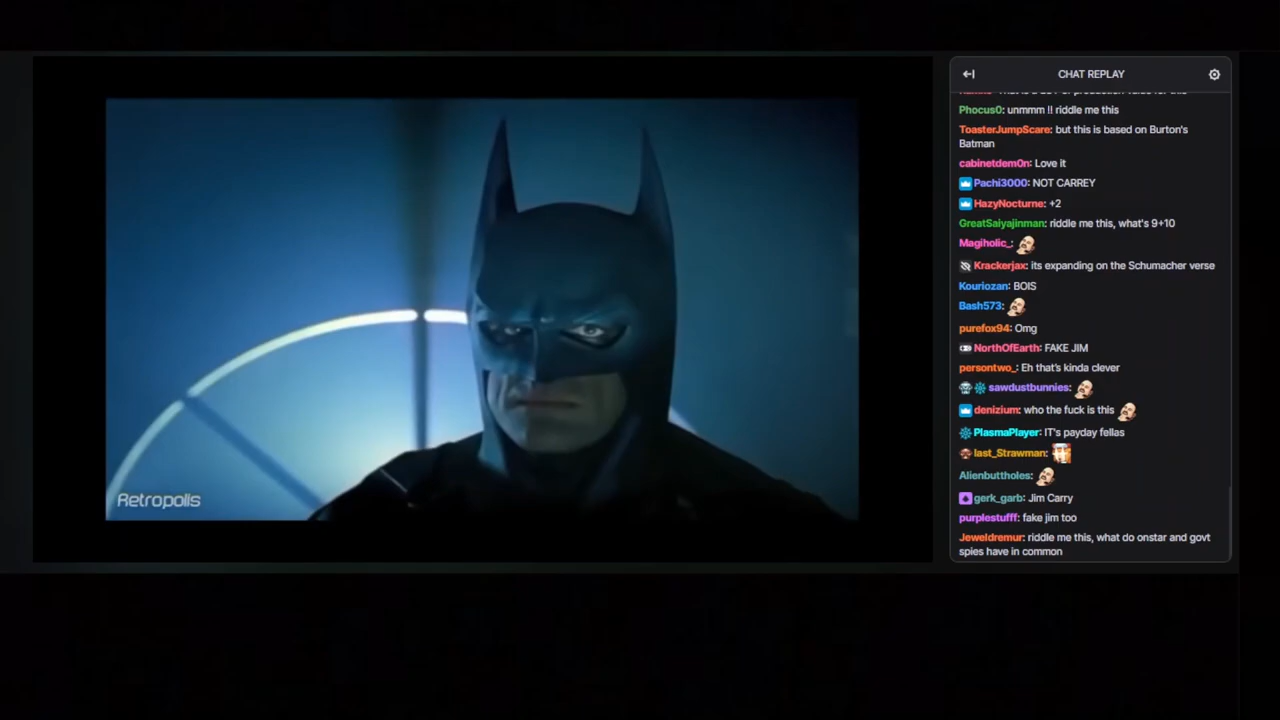 CHAT REPLAY
Phocus0: unmmm !! riddle me this
ToasterJumpScare: but this is based on Burton's
Batman
cabinetdem0n: Love it
Pachi3000: NOT CARREY
HazyNocturne: +2
GreatSaiyajinman: riddle me this, what's 9+10
Magiholic_:
Krackerjax: its expanding on the Schumacher verse
Kouriozan: BOIS
Bash573:
purefox94: Omg
NorthOfEarth: FAKE JIM
persontwo_: Eh that's kinda clever
sawdustbunnies:
denizium: who the fuck is this
PlasmaPlayer: IT's payday fellas
last_Strawman:
Alienbuttholes:
gerk_garb: Jim Carry
purplestufff: fake jim too
Jeweldremur: riddle me this, what do onstar and govt
spies have in common
Retropolis